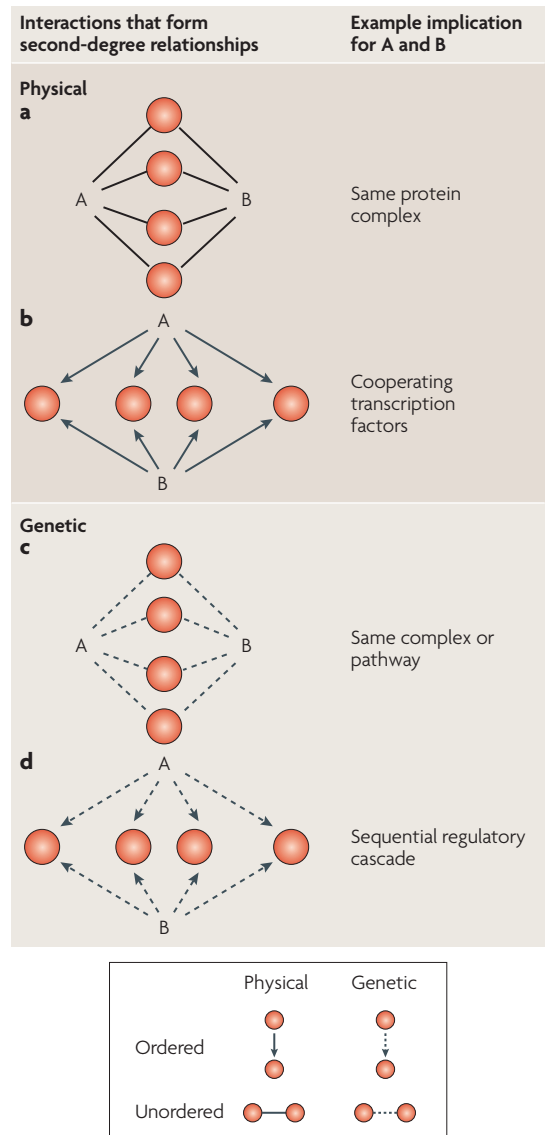 Interactions that form
second-degree relationships
Example implication
for A and B
Physical
a
A
B
Same protein
complex
b
A
B
Cooperating
transcription
factors
Genetic
c
A
B
Same complex or
pathway
d
A
B
Sequential regulatory
cascade
Physical
Genetic
Ordered
Unordered